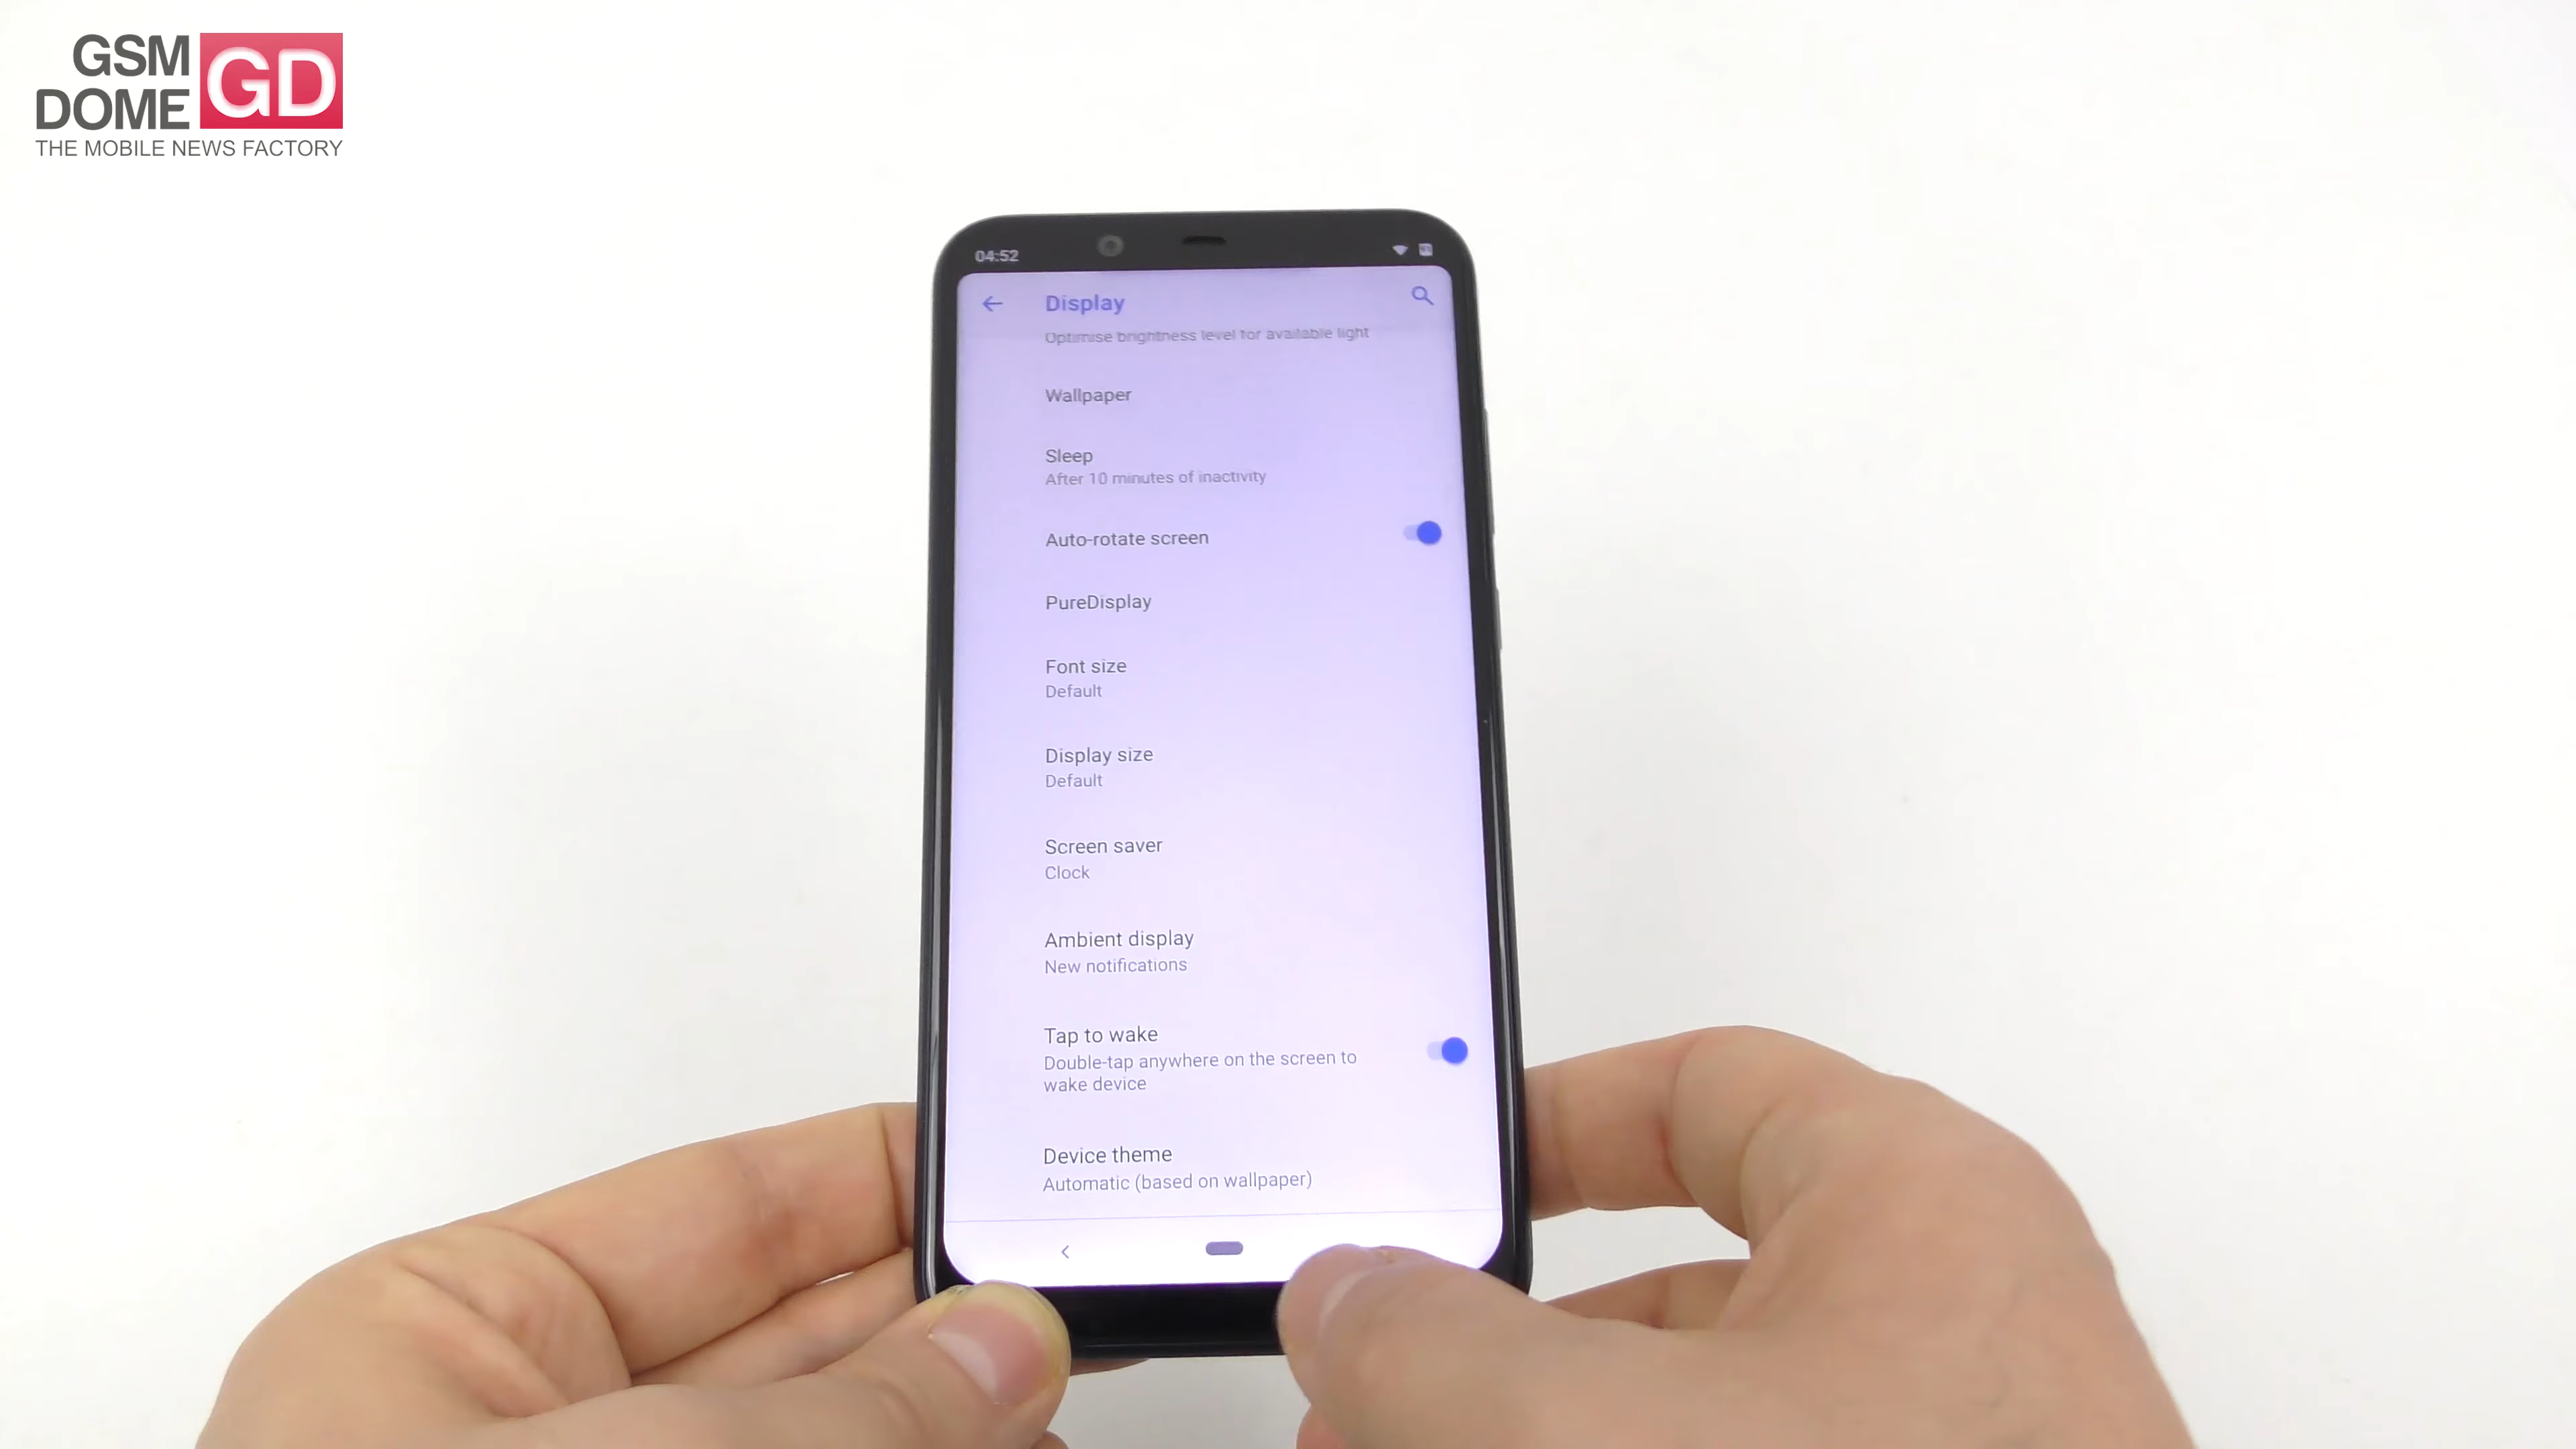 GSM
DOME
GD
THE MOBILE NEWS FACTORY
04:52
Display
Optimise brightness level for available light
Wallpaper
Sleep
After 10 minutes of inactivity
Auto-rotate screen
PureDisplay
Font size
Default
Display size
Default
Screen saver
Clock
Ambient display
New notifications
Tap to wake
Double-tap anywhere on the screen to
wake device
Device theme
Automatic (based on wallpaper)